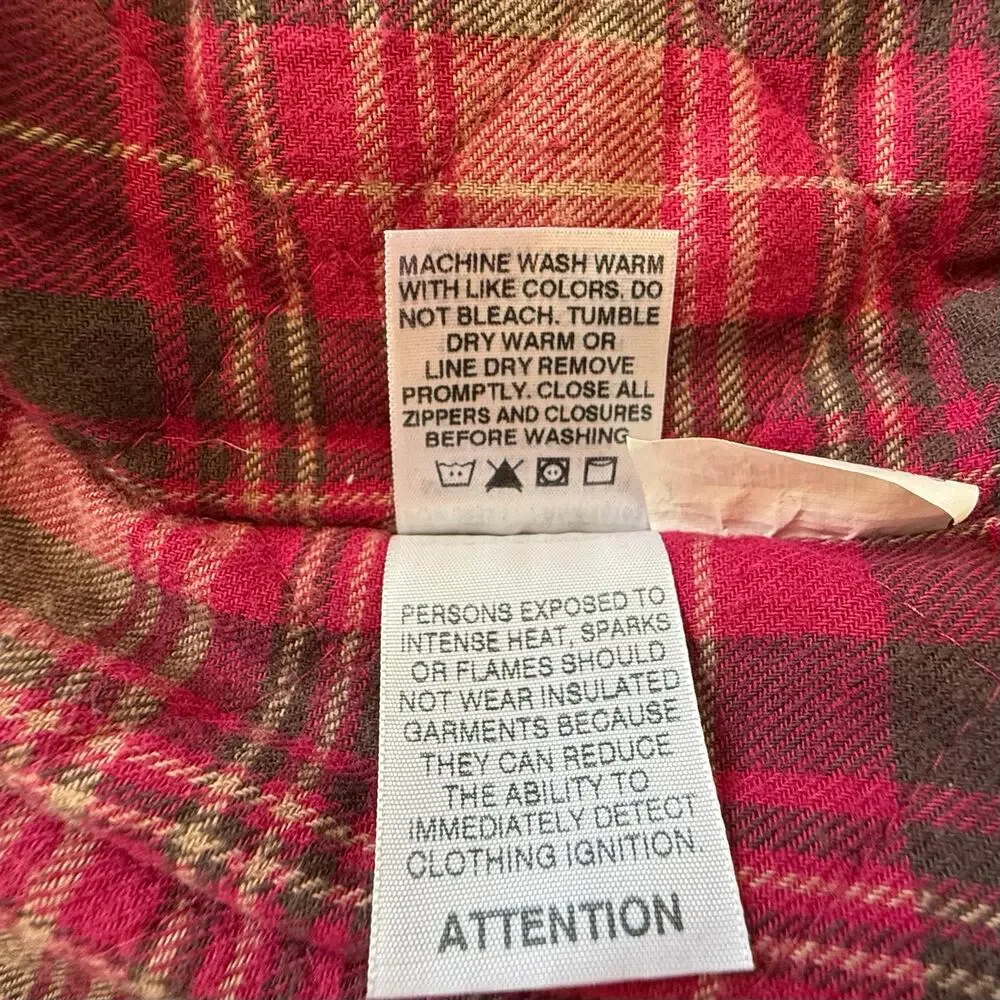 MACHINE WASH WARM
WITH LIKE COLORS. DO
NOT BLEACH. TUMBLE
DRY WARM OR
LINE DRY REMOVE
PROMPTLY. CLOSE ALL
ZIPPERS AND CLOSURES
BEFORE WASHING
PERSONS EXPOSED TO
INTENSE HEAT, SPARKS
OR FLAMES SHOULD
NOT WEAR INSULATED
GARMENTS BECAUSE
THEY CAN REDUCE
THE ABILITY TO
IMMEDIATELY DETECT
CLOTHING IGNITION
ATTENTION